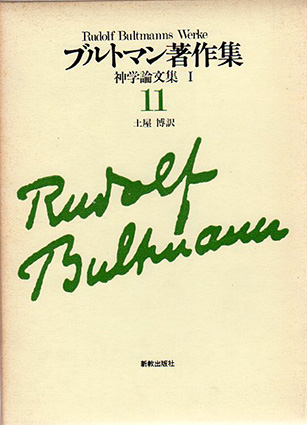 Rudolf Bultmanns Werke
ブルトマン著作集
神学論文集 I
11
土屋 博訳
Rudolf
Bultmann
新教出版社